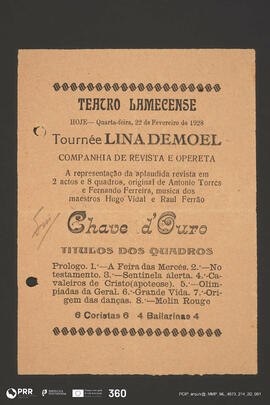 TEATRO LAMECENSE
HOJE— Quarta-feira, 22 de Fevereiro de 1928
Tournée LINA DEMOEL
COMPANHIA DE REVISTA E OPERETA
A representação da aplaudida revista em
2 actos e 8 quadros, original de Antonio Torres
e Fernando Ferreira, musica dos
maestros Hugo Vidal e Raul Ferrão
Chave d'Ouro
TITULOS DOS QUADROS
Prologo. 1.º—A Feira das Mercês. 2.º—No
testamento. 3.º—Sentinela alerta. 4.º—Ca-
valeiros de Cristo (apoteose). 5.º—Olim-
piadas da Geral. 6.º-Grande Vida. 7.º-Ori-
gem das danças. 8.º—Molin Rouge
6 Coristas 6 4 Bailarinas 4
PRR
360